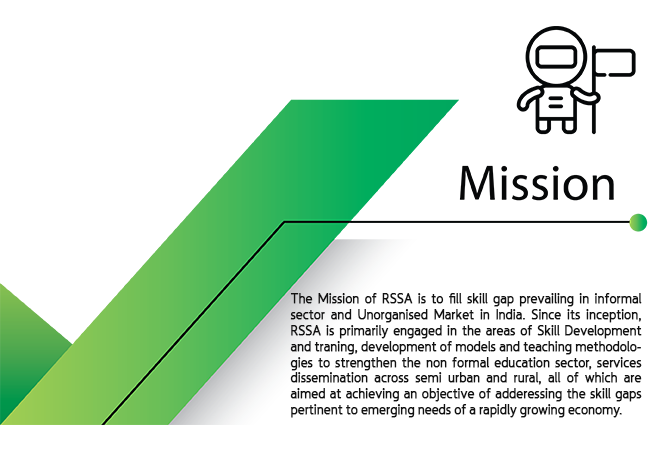 Mission
The Mission of RSSA is to fill skill gap prevailing in informal
sector and Unorganised Market in India. Since its inception,
RSSA is primarily engaged in the areas of Skill Development
and traning, development of models and teaching methodolo-
gies to strengthen the non formal education sector, services
dissemination across semi urban and rural, all of which are
aimed at achieving an objective of adderessing the skill gaps
pertinent to emerging needs of a rapidly growing economy.